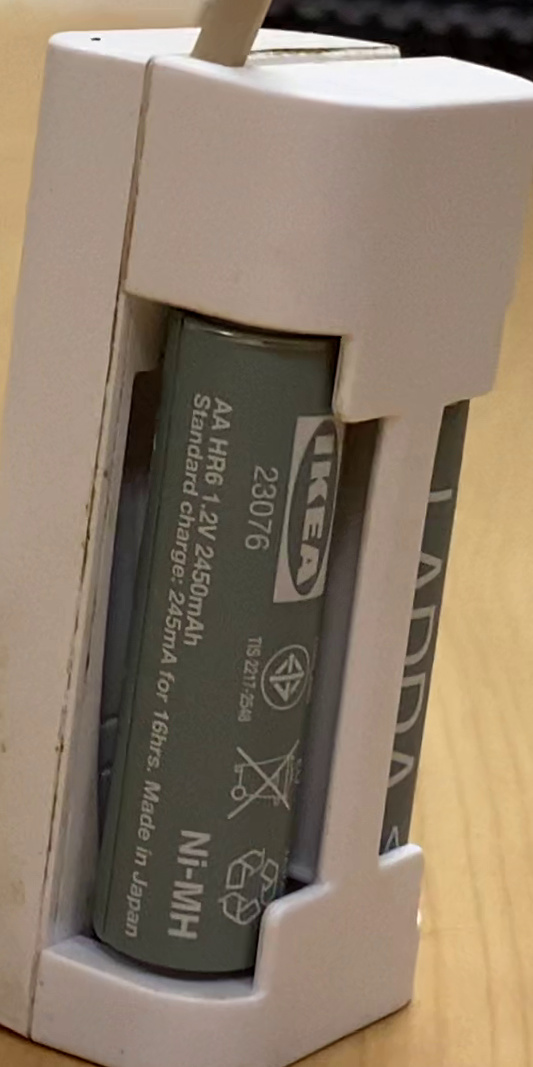 IKEA
23076
AA HR6 1.2V 2450mAh
Standard charge: 245mA for 16hrs. Made in Japan
TIS 2217-2548
Ni-MH
LADDA